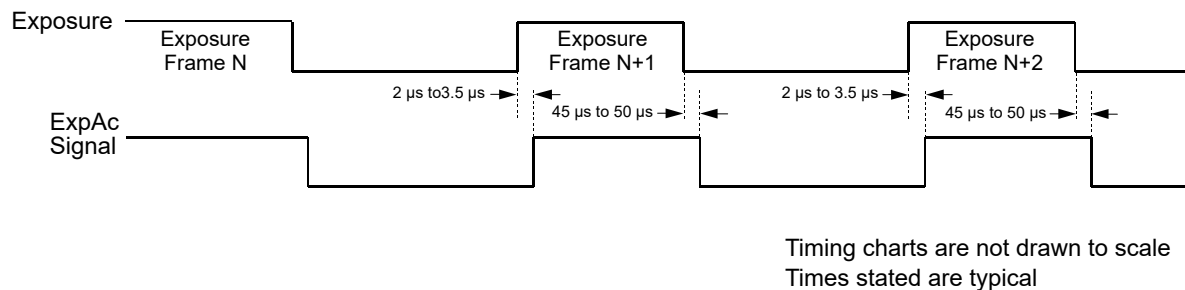 Exposure
Exposure
Frame N
Exposure
Frame N+1
Exposure
Frame N+2
2 µs to3.5 µs
2 µs to 3.5 µs
45 µs to 50 µs
45 µs to 50 µs
ExpAc
Signal
Timing charts are not drawn to scale
Times stated are typical